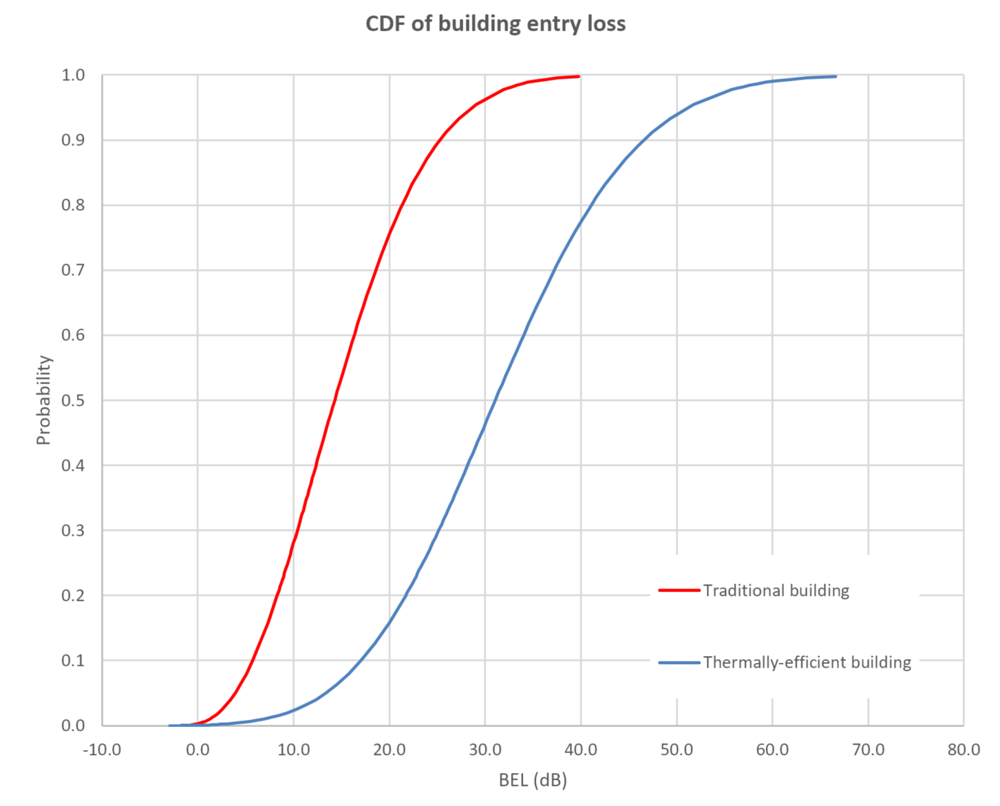 CDF of building entry loss
1.0
0.9
0.8
0.7
0.6
0.5
0.4
0.3
0.2
0.1
0.0
Probability
Traditional building
Thermally-efficient building
-10.0 0.0 10.0 20.0 30.0 40.0 50.0 60.0 70.0 80.0
BEL (dB)